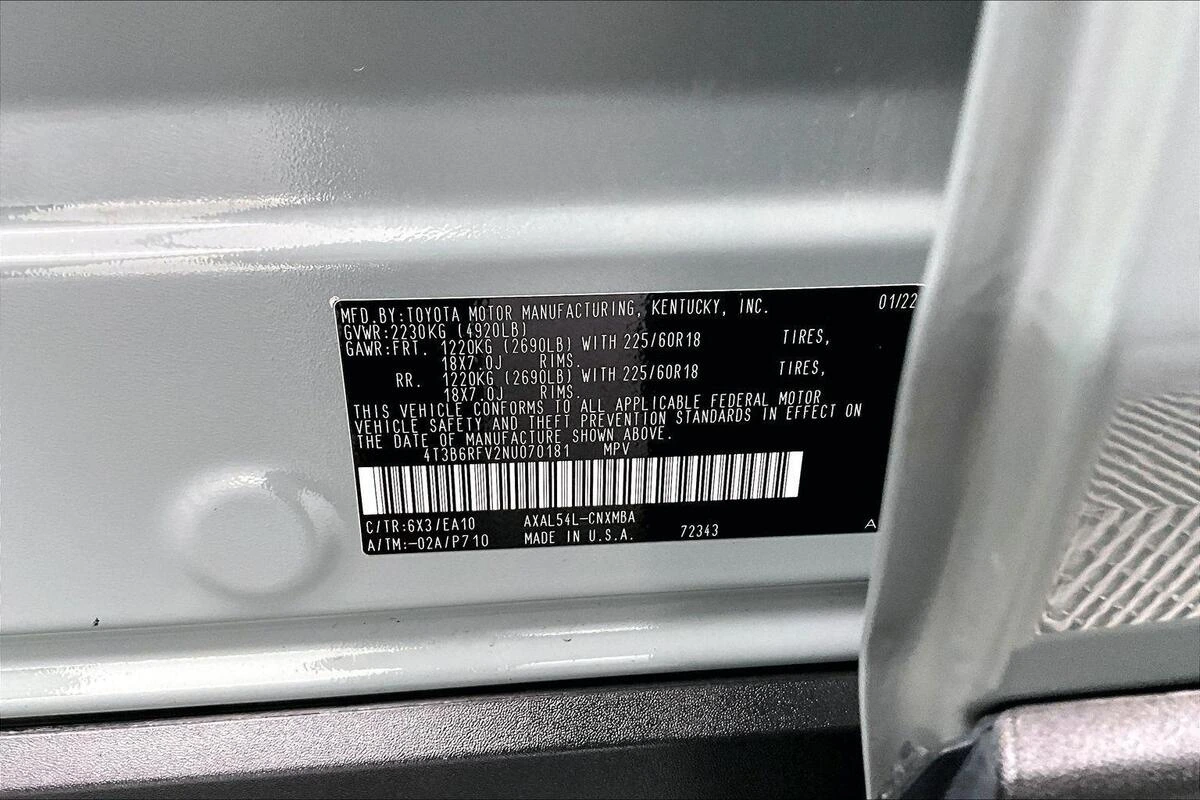 MFD.BY:TOYOTA MOTOR MANUFACTURING, KENTUCKY, INC. 01/22
GVWR:2230KG (4920LB)
GAWR:FRT. 1220KG (2690LB) WITH 225/60R18 TIRES,
18X7.0J RIMS.
RR. 1220KG (2690LB) WITH 225/60R18 TIRES,
18X7.0J RIMS.
THIS VEHICLE CONFORMS TO ALL APPLICABLE FEDERAL MOTOR
VEHICLE SAFETY AND THEFT PREVENTION STANDARDS IN EFFECT ON
THE DATE OF MANUFACTURE SHOWN ABOVE.
4T3B6RFV2NU070181 MPV
C/TR:6X3/EA10 AXAL54L-CNXMBA
A/TM:-02A/P710 MADE IN U.S.A. 72343 A